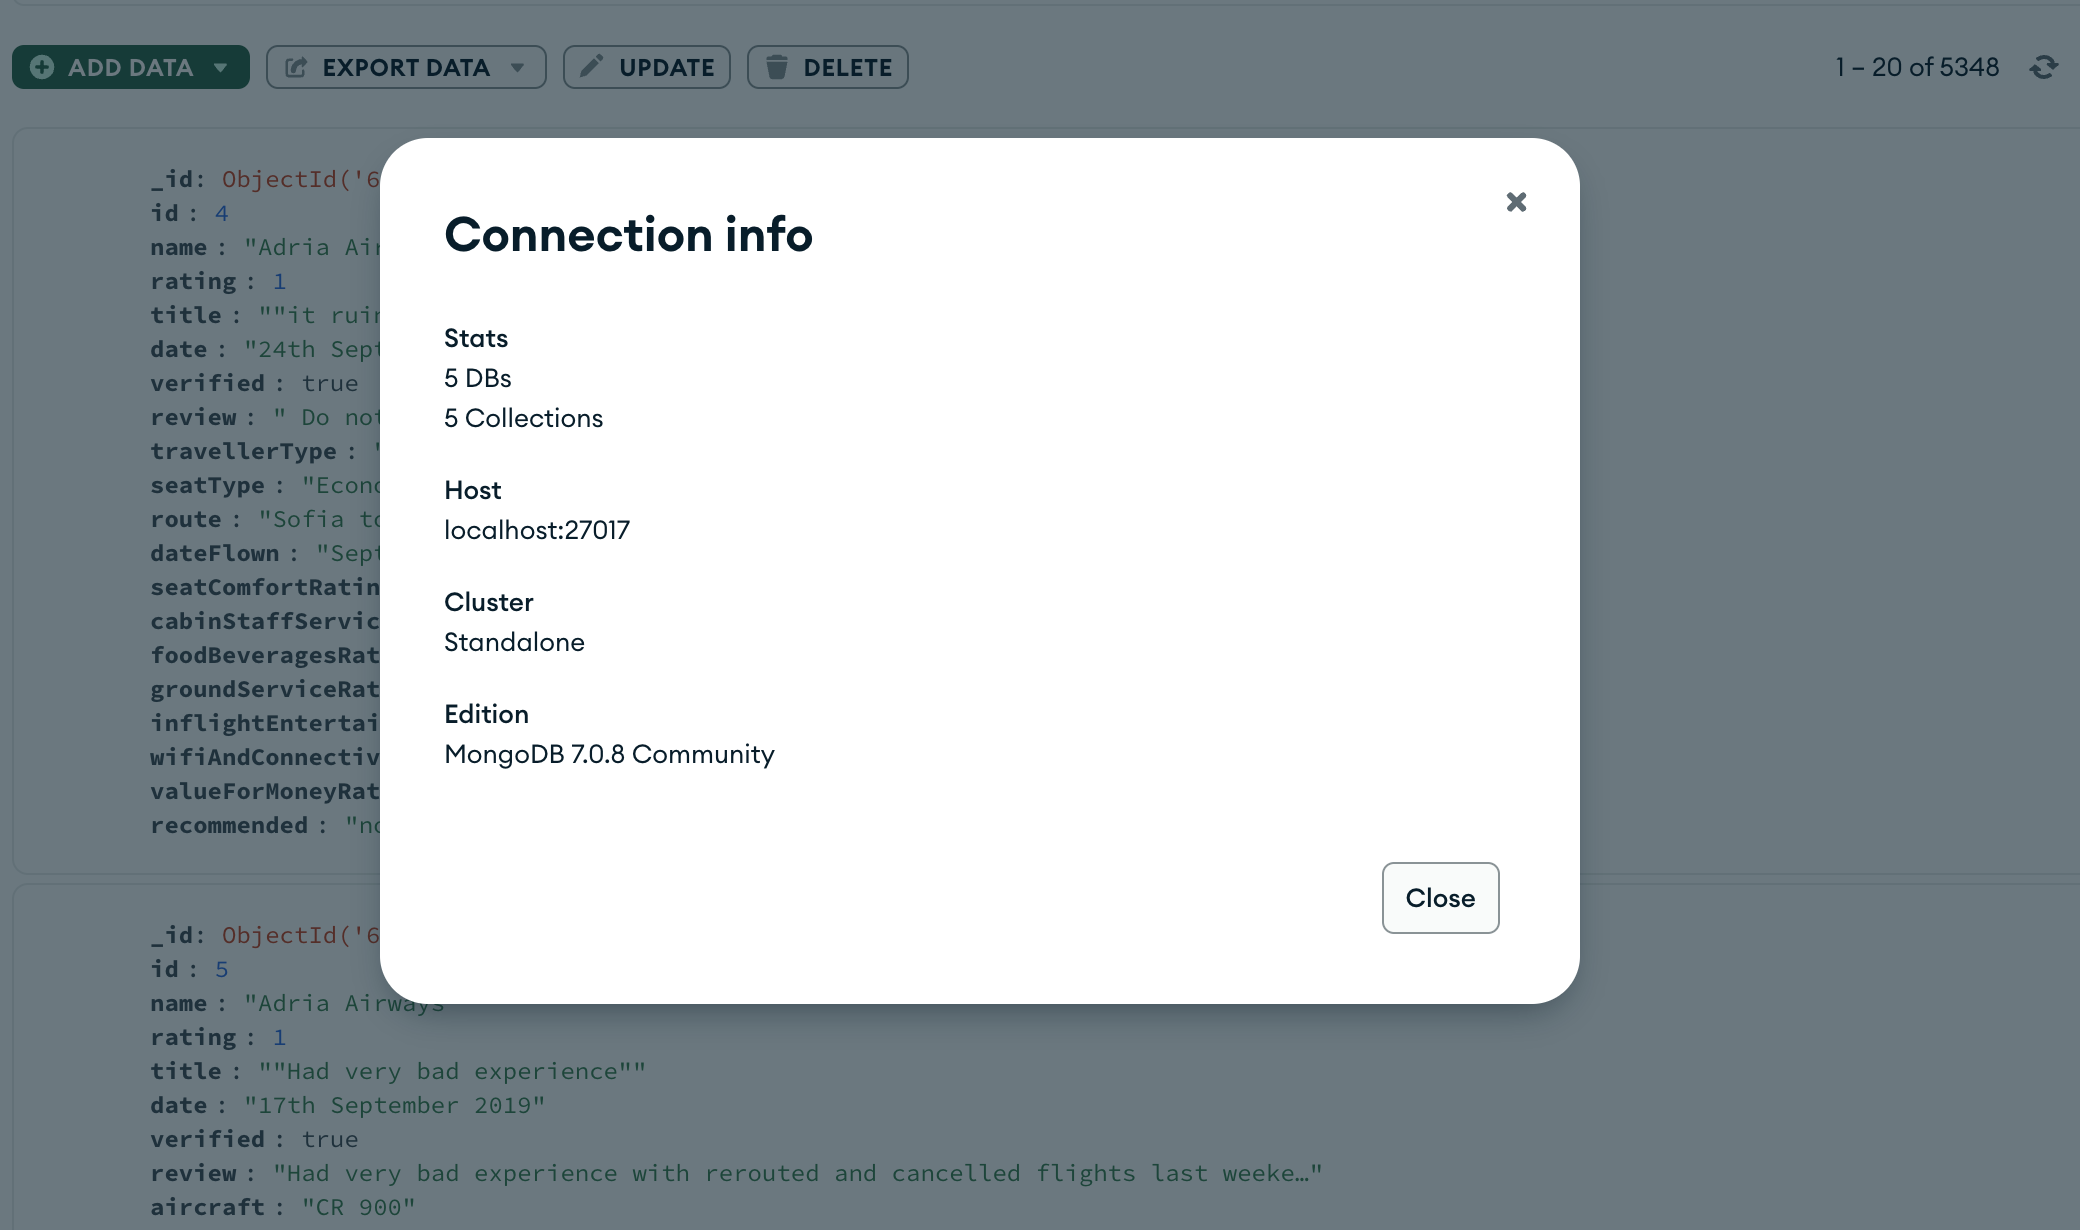 ADD DATA EXPORT DATA UPDATE DELETE 1 – 20 of 5348
_id: ObjectId('6
id : 4
name : "Adria Air
rating : 1
title : ""it ruin
date : "24th Sept
verified : true
review : " Do not
travellerType : "
seatType : "Econo
route : "Sofia to
dateFlown : "Sept
seatComfortRatin
cabinStaffServic
foodBeveragesRat
groundServiceRat
inflightEntertai
wifiAndConnectiv
valueForMoneyRat
recommended : "no
Connection info
Stats
5 DBs
5 Collections
Host
localhost:27017
Cluster
Standalone
Edition
MongoDB 7.0.8 Community
Close
_id: ObjectId('6
id : 5
name : "Adria Airways
rating : 1
title : ""Had very bad experience""
date : "17th September 2019"
verified : true
review : "Had very bad experience with rerouted and cancelled flights last weeke…"
aircraft : "CR 900"